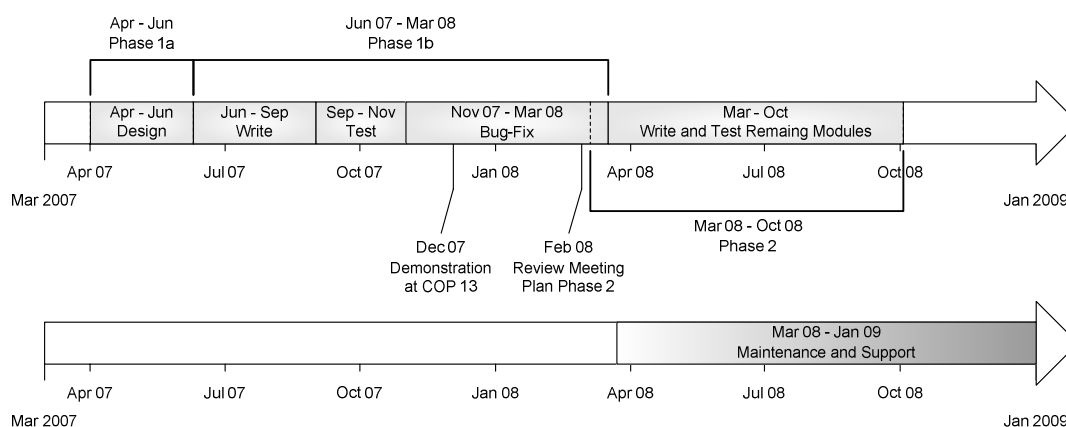 Apr - Jun
Phase 1a
Jun 07 - Mar 08
Phase 1b
Apr - Jun
Design
Jun - Sep
Write
Sep - Nov
Test
Nov 07 - Mar 08
Bug-Fix
Mar - Oct
Write and Test Remaing Modules
Apr 07
Jul 07
Oct 07
Jan 08
Apr 08
Jul 08
Oct 08
Mar 2007
Jan 2009
Mar 08 - Oct 08
Phase 2
Dec 07
Demonstration
at COP 13
Feb 08
Review Meeting
Plan Phase 2
Mar 08 - Jan 09
Maintenance and Support
Apr 07
Jul 07
Oct 07
Jan 08
Apr 08
Jul 08
Oct 08
Mar 2007
Jan 2009